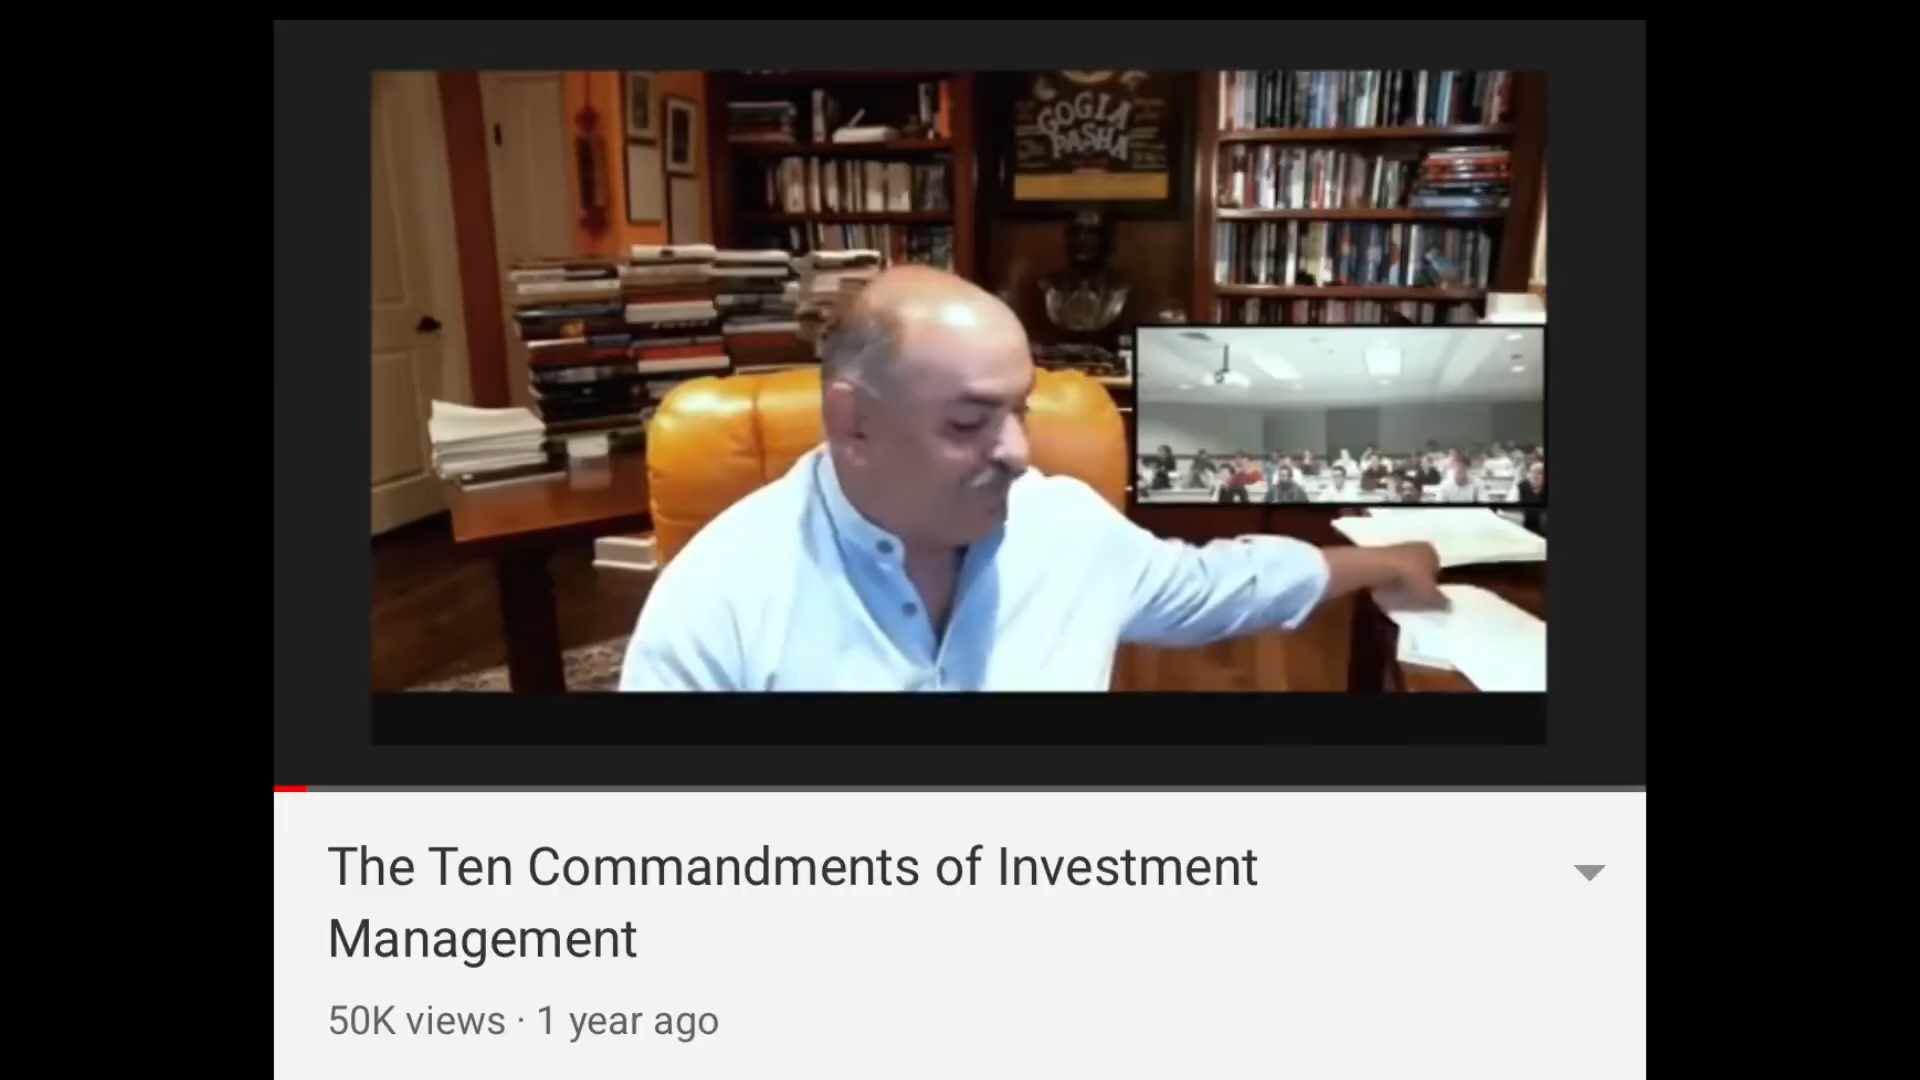 GOGIA
PASHA
The Ten Commandments of Investment
Management
50K views · 1 year ago